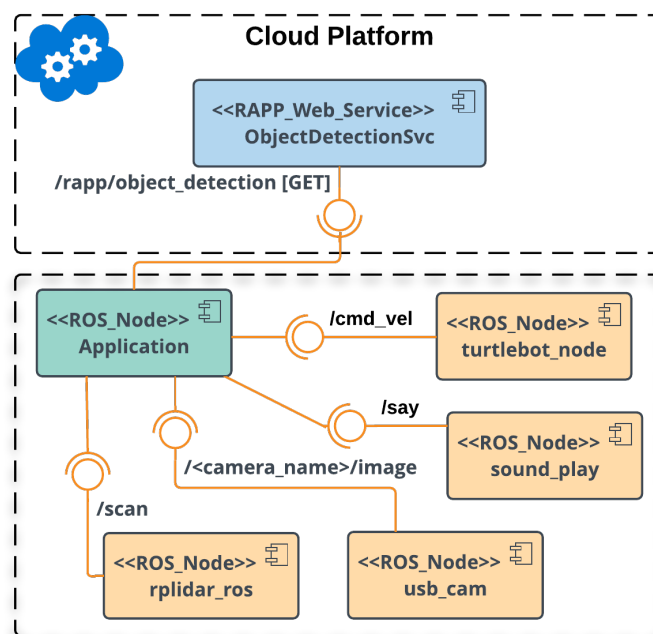 Cloud Platform
<<RAPP_Web_Service>>
ObjectDetectionSvc
/rapp/object_detection [GET]
<<ROS_Node>>
Application
/cmd_vel
<<ROS_Node>>
turtlebot_node
/say
<<ROS_Node>>
sound_play
/<camera_name>/image
/scan
<<ROS_Node>>
rplidar_ros
<<ROS_Node>>
usb_cam